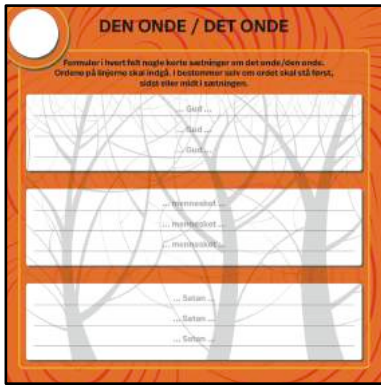 DEN ONDE / DET ONDE
Formuler i hvert felt nogle korte sætninger om det onde/den onde.
Ordene på linjerne skal indgå. I bestemmer selv om ordet skal stå først,
sidst eller midt i sætningen.
... Gud ...
... Gud ...
... Gud ...
... mennesket ...
... mennesket ...
... mennesket ...
... Satan ...
... Satan ...
... Satan ...